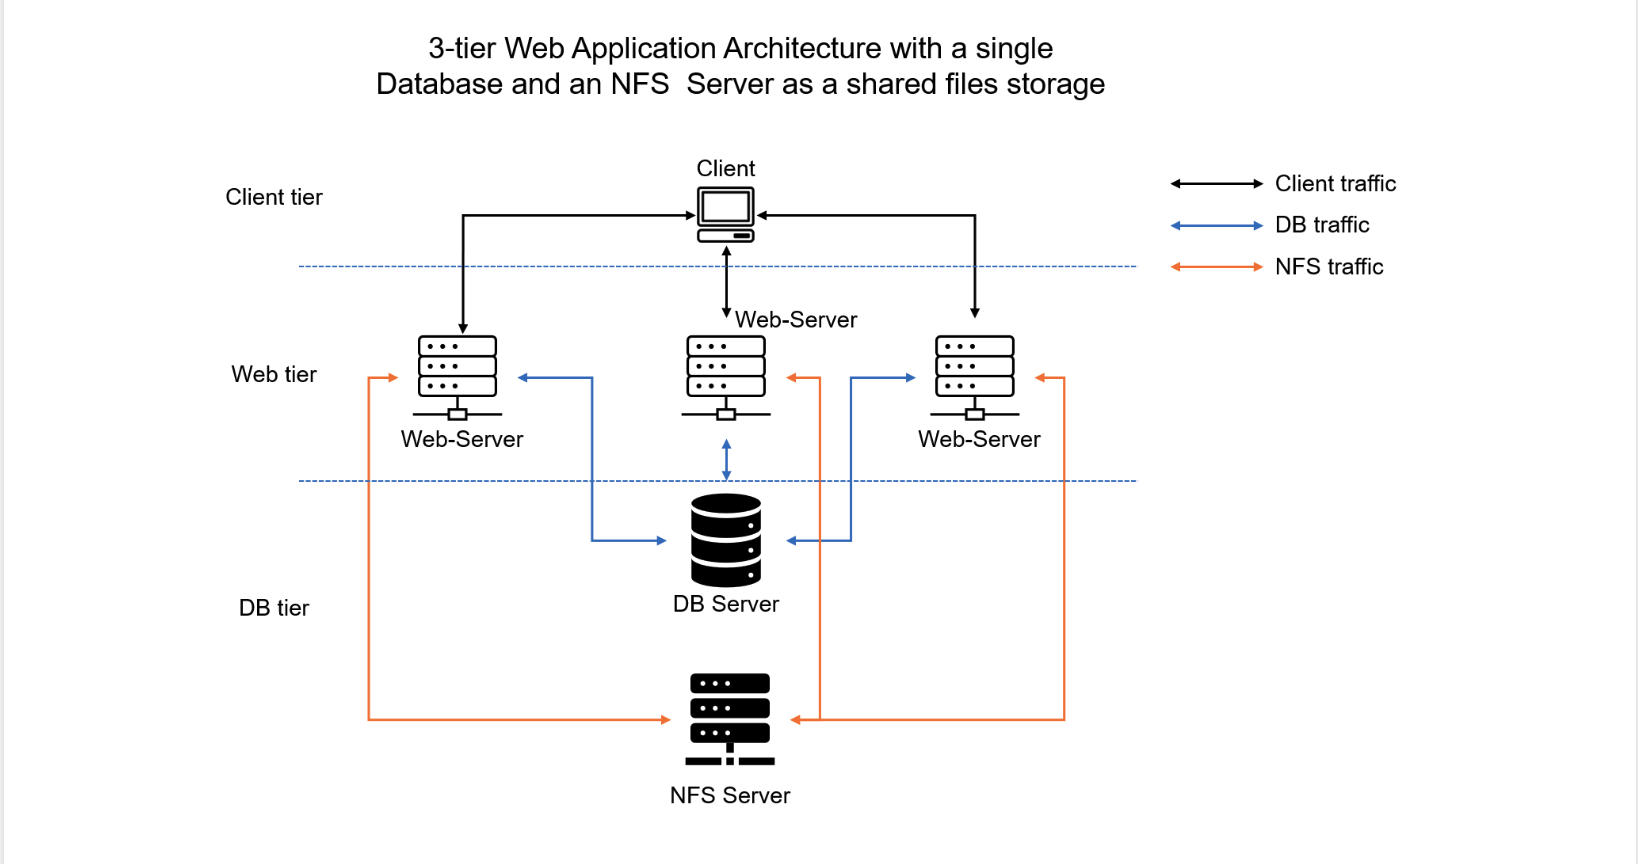 3-tier Web Application Architecture with a single
Database and an NFS  Server as a shared files storage
Client
Client tier
Client traffic
DB traffic
NFS traffic
Web-Server
Web tier
Web-Server
Web-Server
DB Server
DB tier
NFS Server